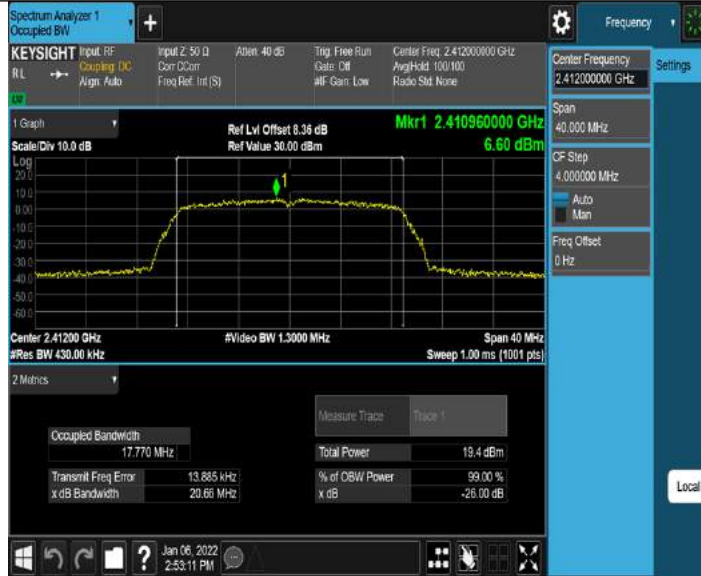 Spectrum Analyzer 1
Occupied BW
+
Frequency
KEYSIGHT
RL
Input: RF
Coupling: DC
Align: Auto
Input Z: 50 Ω
Corr CCorr
Freq Ref: Int (S)
Atten: 40 dB
Trig: Free Run
Gate: Off
#IF Gain: Low
Center Freq: 2.412000000 GHz
Avg|Hold: 100/100
Radio Std: None
Center Frequency
2.412000000 GHz
Settings
Span
40.000 MHz
CF Step
4.000000 MHz
Auto
Man
Freq Offset
0 Hz
Local
1 Graph
Scale/Div 10.0 dB
Ref Lvl Offset 8.36 dB
Ref Value 30.00 dBm
Mkr1 2.410960000 GHz
6.60 dBm
Log
20.0
10.0
0.00
-10.0
-20.0
-30.0
-40.0
-50.0
-60.0
1
Center 2.41200 GHz
#Res BW 430.00 kHz
#Video BW 1.3000 MHz
Span 40 MHz
Sweep 1.00 ms (1001 pts)
2 Metrics
Measure Trace
Trace 1
Occupied Bandwidth
17.770 MHz
Total Power
19.4 dBm
Transmit Freq Error
13.885 kHz
% of OBW Power
99.00 %
x dB Bandwidth
20.66 MHz
x dB
-26.00 dB
?
Jan 06, 2022
2:53:11 PM